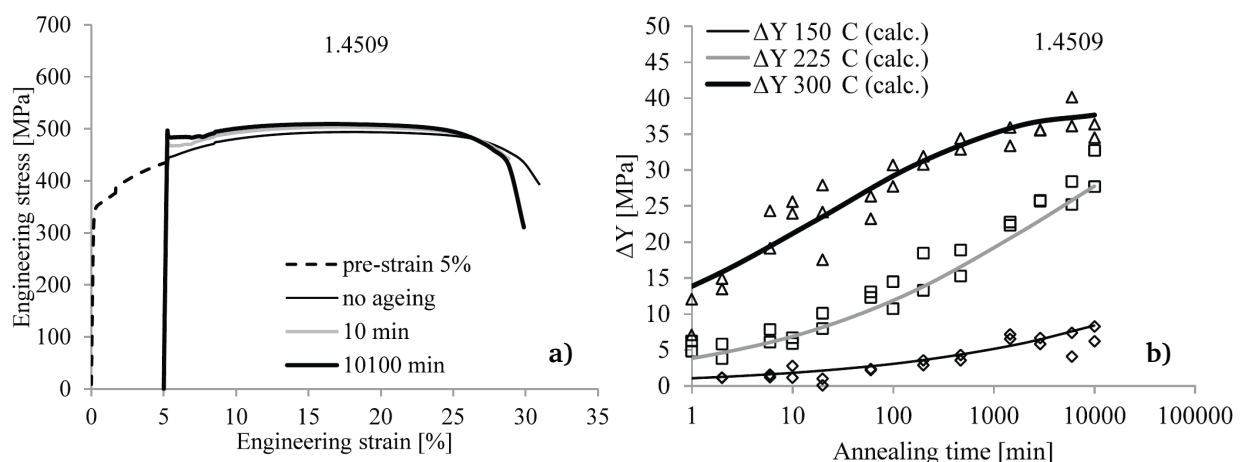 700
600
500
400
300
200
100
0
Engineering stress [MPa]
1.4509
pre-strain 5%
no ageing
10 min
10100 min
a)
0 5 10 15 20 25 30 35
Engineering strain [%]
50
45
40
35
30
25
20
15
10
5
0
ΔY [MPa]
ΔY 150 C (calc.)
ΔY 225 C (calc.)
ΔY 300 C (calc.)
1.4509
b)
1 10 100 1000 10000 100000
Annealing time [min]